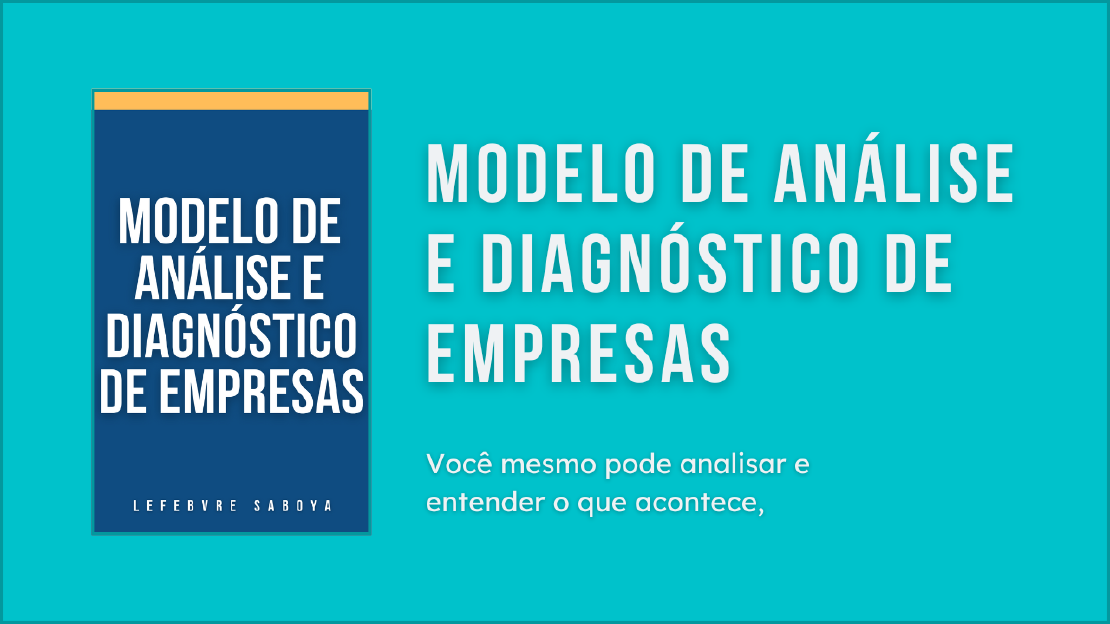 MODELO DE
ANÁLISE E
DIAGNÓSTICO
DE EMPRESAS
LEFEBVRE SABOYA
MODELO DE ANÁLISE
E DIAGNÓSTICO DE
EMPRESAS
Você mesmo pode analisar e
entender o que acontece,